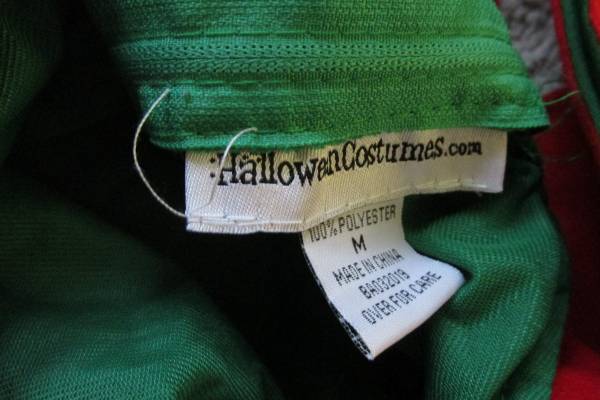 HalloweenCostumes.com
100% POLYESTER
M
MADE IN CHINA
BA032019
OVER FOR CARE